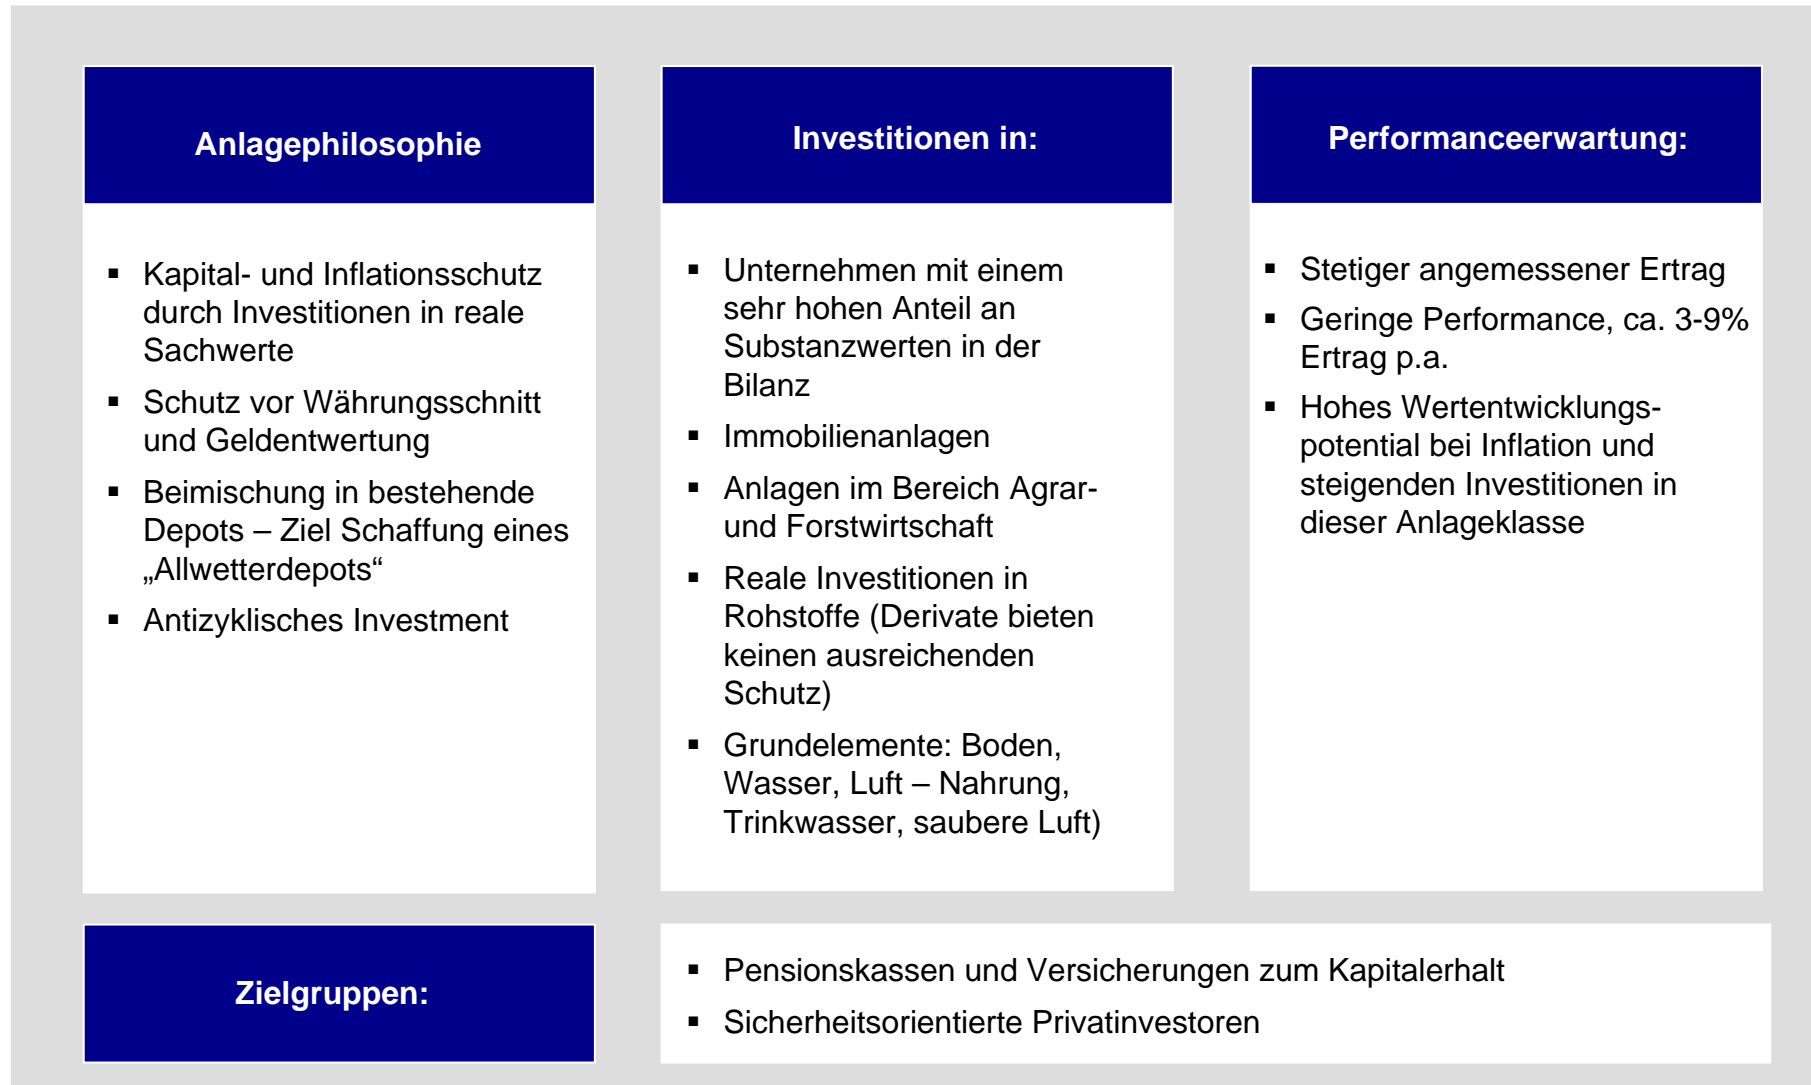 Anlagephilosophie
▪ Kapital- und Inflationsschutz
durch Investitionen in reale
Sachwerte
▪ Schutz vor Währungsschnitt
und Geldentwertung
▪ Beimischung in bestehende
Depots – Ziel Schaffung eines
„Allwetterdepots“
▪ Antizyklisches Investment
Investitionen in:
▪ Unternehmen mit einem
sehr hohen Anteil an
Substanzwerten in der
Bilanz
▪ Immobilienanlagen
▪ Anlagen im Bereich Agrar-
und Forstwirtschaft
▪ Reale Investitionen in
Rohstoffe (Derivate bieten
keinen ausreichenden
Schutz)
▪ Grundelemente: Boden,
Wasser, Luft – Nahrung,
Trinkwasser, saubere Luft)
Performanceerwartung:
▪ Stetiger angemessener Ertrag
▪ Geringe Performance, ca. 3-9%
Ertrag p.a.
▪ Hohes Wertentwicklungs-
potential bei Inflation und
steigenden Investitionen in
dieser Anlageklasse
Zielgruppen:
▪ Pensionskassen und Versicherungen zum Kapitalerhalt
▪ Sicherheitsorientierte Privatinvestoren